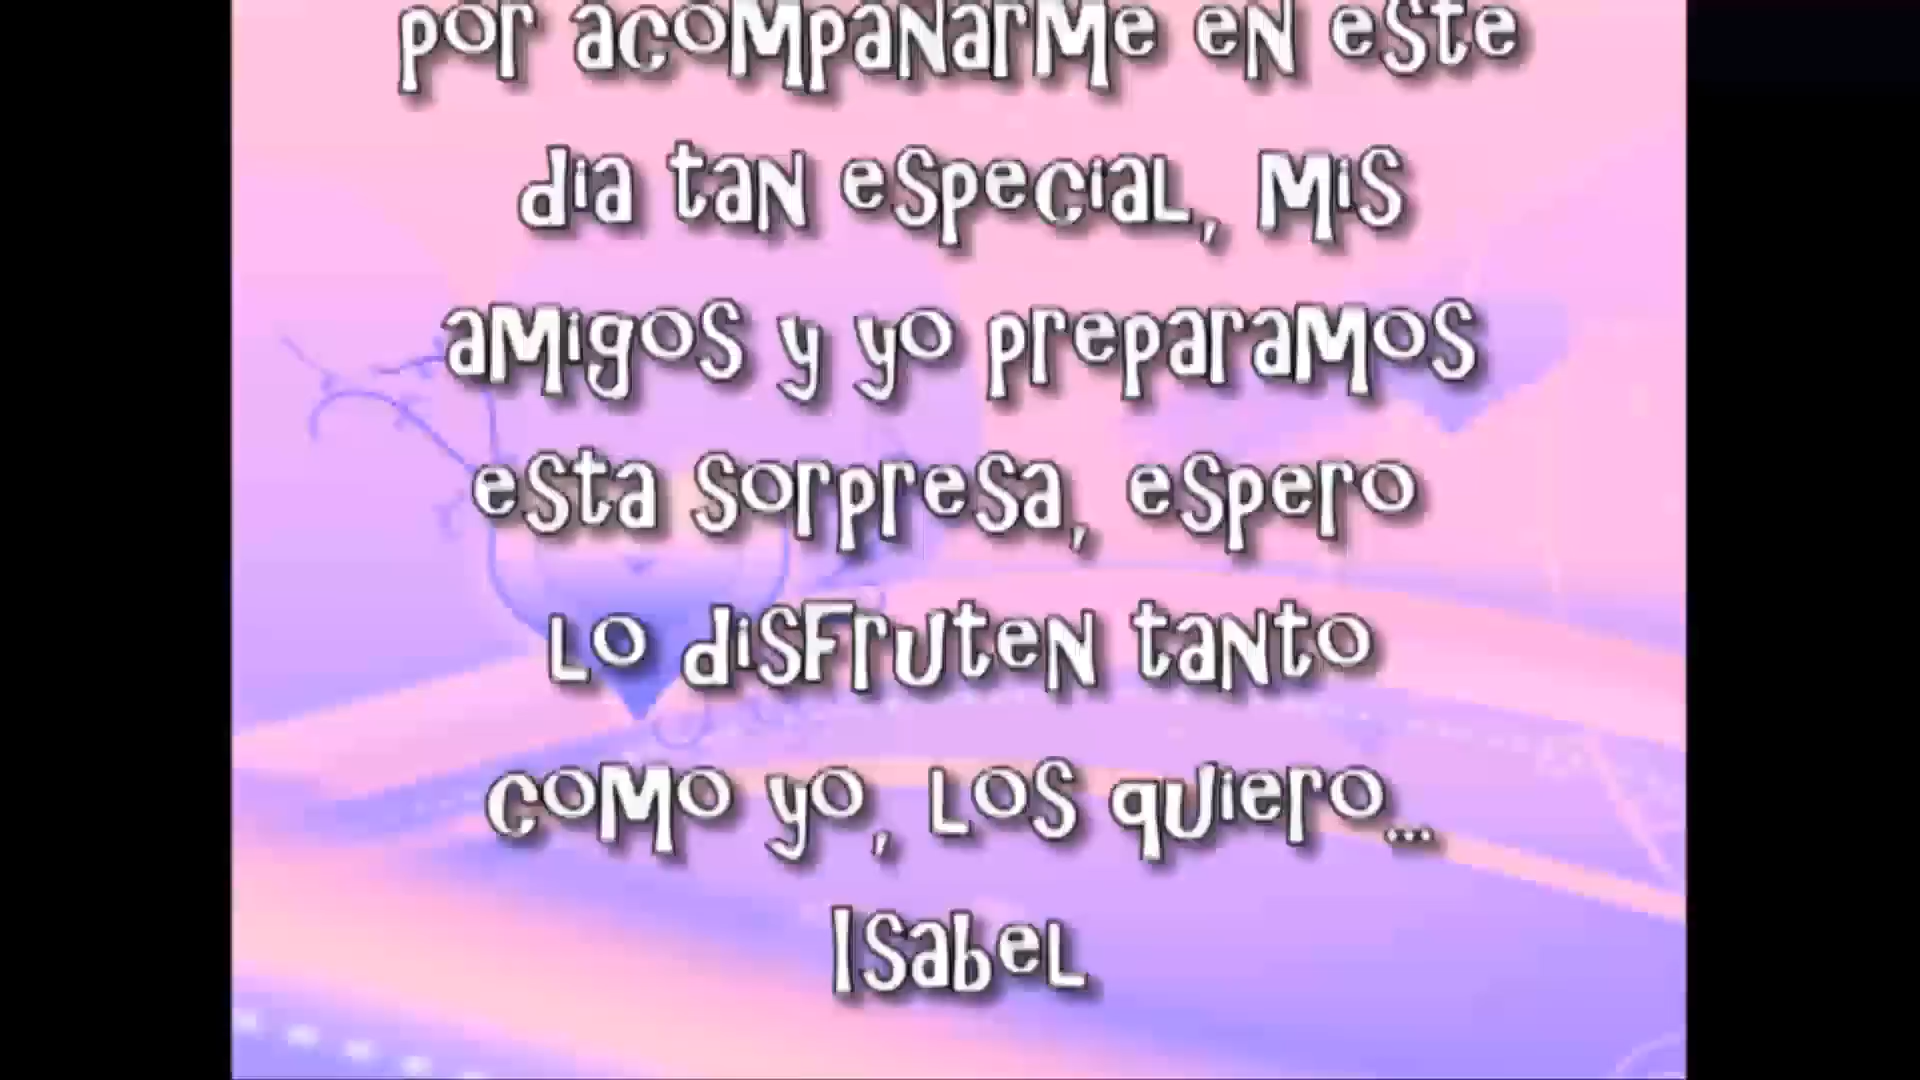 por acompañarme en este
dia tan especial, mis
amigos y yo preparamos
esta sorpresa, espero
lo disfruten tanto
como yo, los quiero...
Isabel